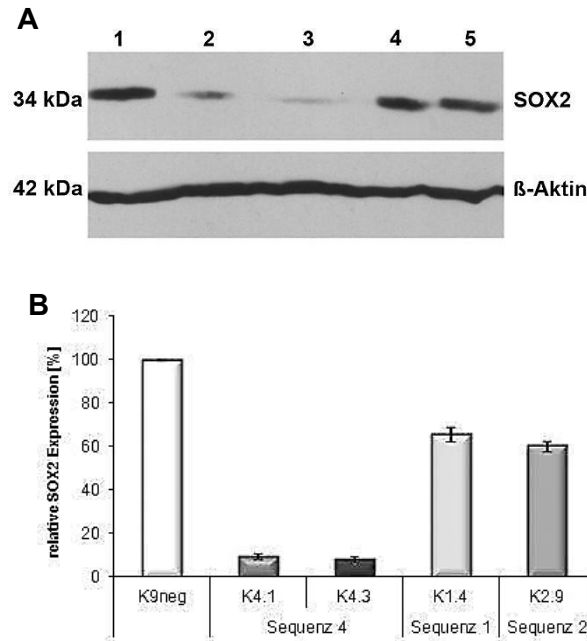 A
1 2 3 4 5
34 kDa SOX2
42 kDa ß-Aktin
B
relative SOX2 Expression [%]
120
100
80
60
40
20
0
K9neg K4.1 K4.3 K1.4 K2.9
Sequenz 4 Sequenz 1 Sequenz 2